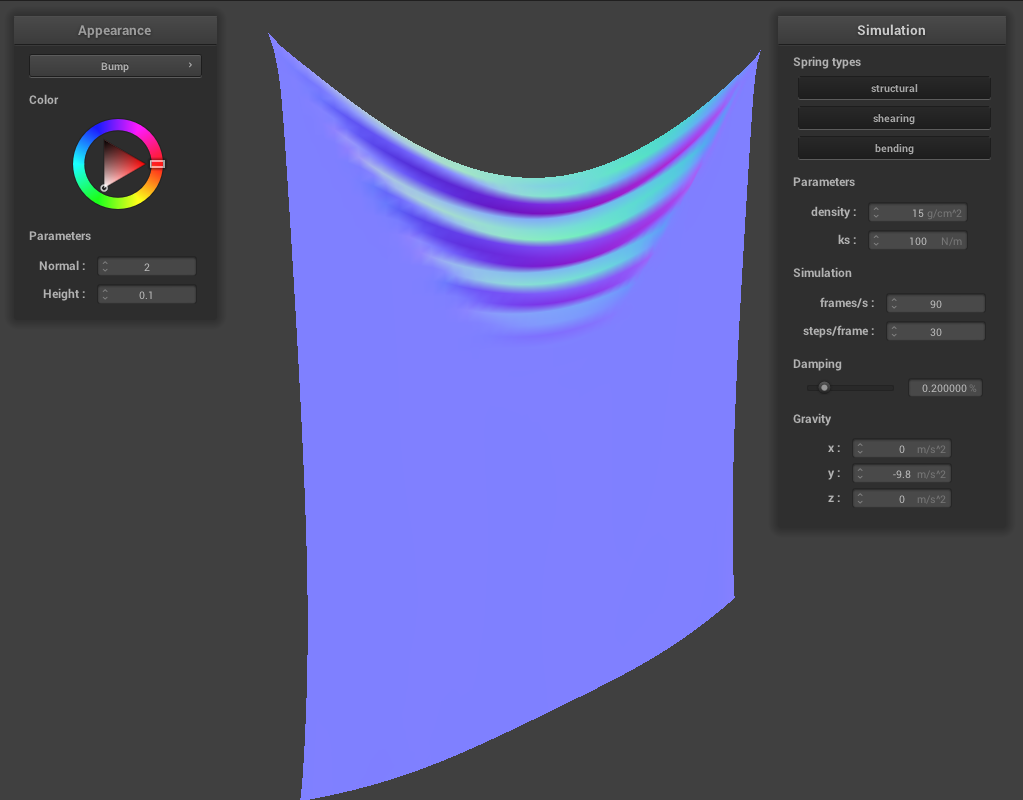 Appearance
Bump ›
Color
Parameters
Normal : 2
Height : 0.1
Simulation
Spring types
structural
shearing
bending
Parameters
density : 15 g/cm^2
ks : 100 N/m
Simulation
frames/s : 90
steps/frame : 30
Damping
0.200000 %
Gravity
x : 0 m/s^2
y : -9.8 m/s^2
z : 0 m/s^2